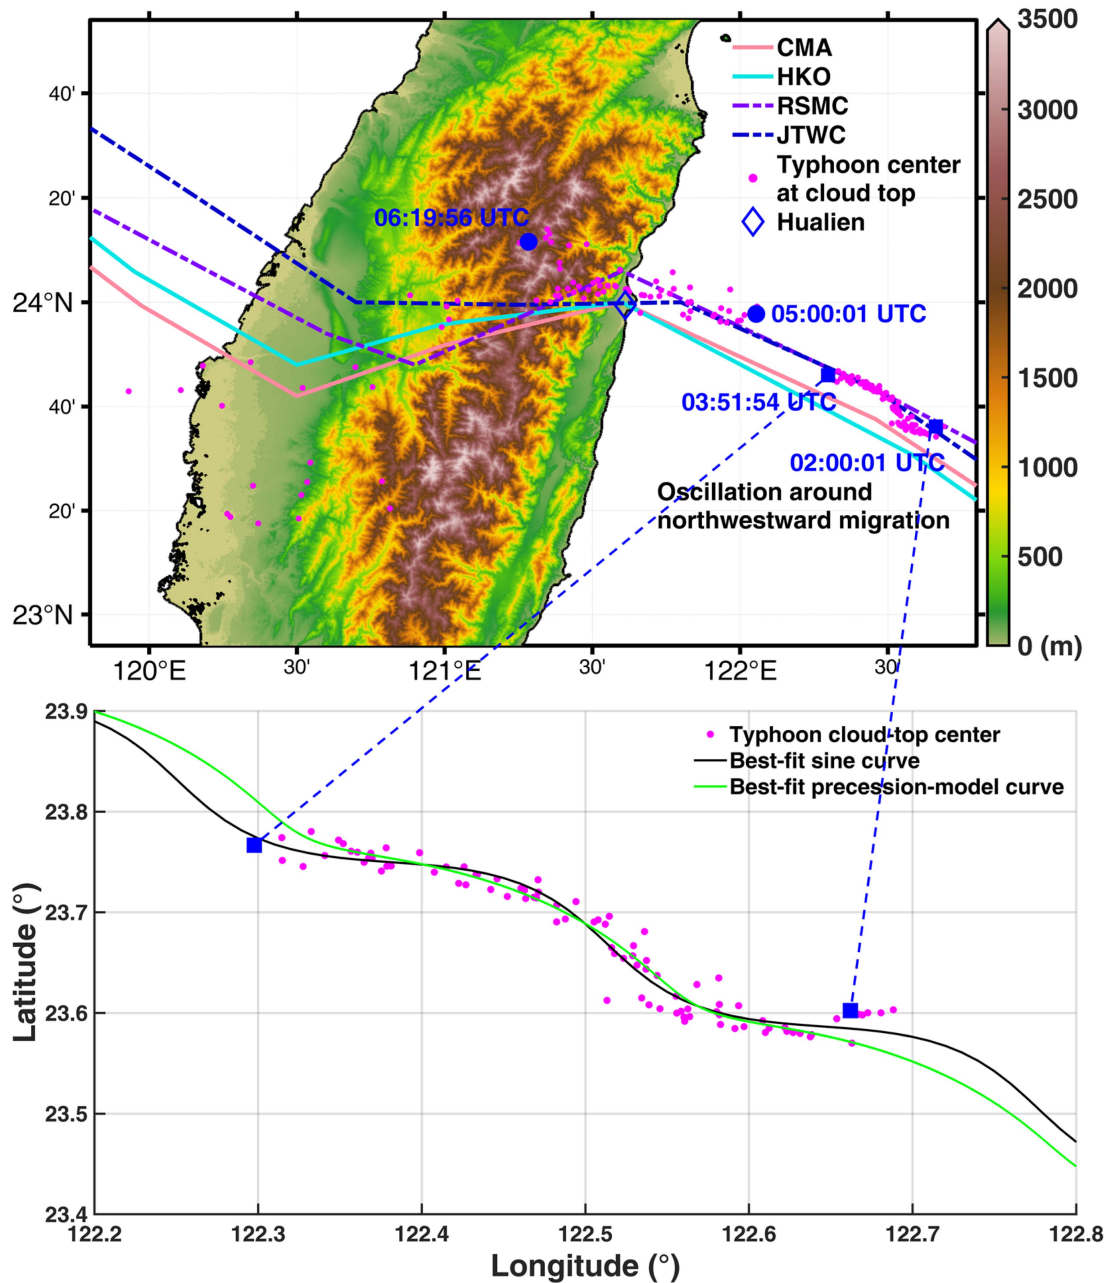 CMA
HKO
RSMC
JTWC
Typhoon center
at cloud top
Hualien
3500
3000
2500
2000
1500
1000
500
0 (m)
40'
20'
24°N
40'
20'
23°N
06:19:56 UTC
05:00:01 UTC
03:51:54 UTC
02:00:01 UTC
Oscillation around
northwestward migration
120°E
30'
121°E
30'
122°E
30'
23.9
23.8
23.7
23.6
23.5
23.4
Latitude (°)
Typhoon cloud-top center
Best-fit sine curve
Best-fit precession-model curve
122.2
122.3
122.4
122.5
122.6
122.7
122.8
Longitude (°)